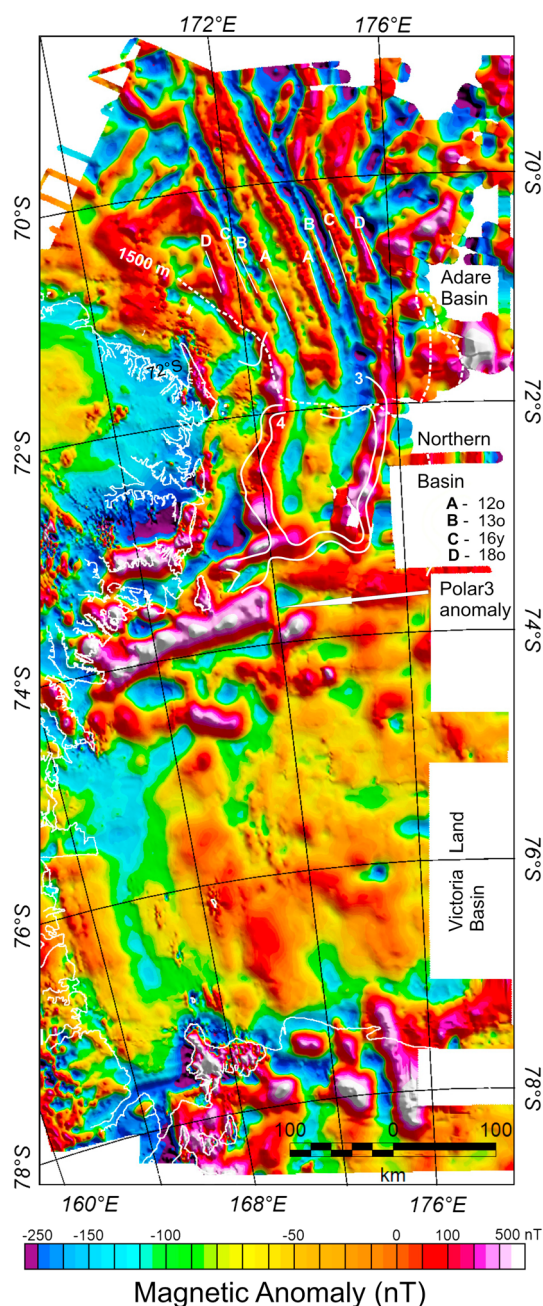 172°E 176°E
70°S
70°S
D C B A A B C D
1500 m
Adare
Basin
72°S
3
4
72°S
72°S
Northern
Basin
A - 12o
B - 13o
C - 16y
D - 18o
Polar3
anomaly
74°S
74°S
Victoria Land
Basin
76°S
76°S
78°S
78°S
100 0 100
km
160°E 168°E 176°E
-250 -150 -100 -50 0 100 500 nT
Magnetic Anomaly (nT)